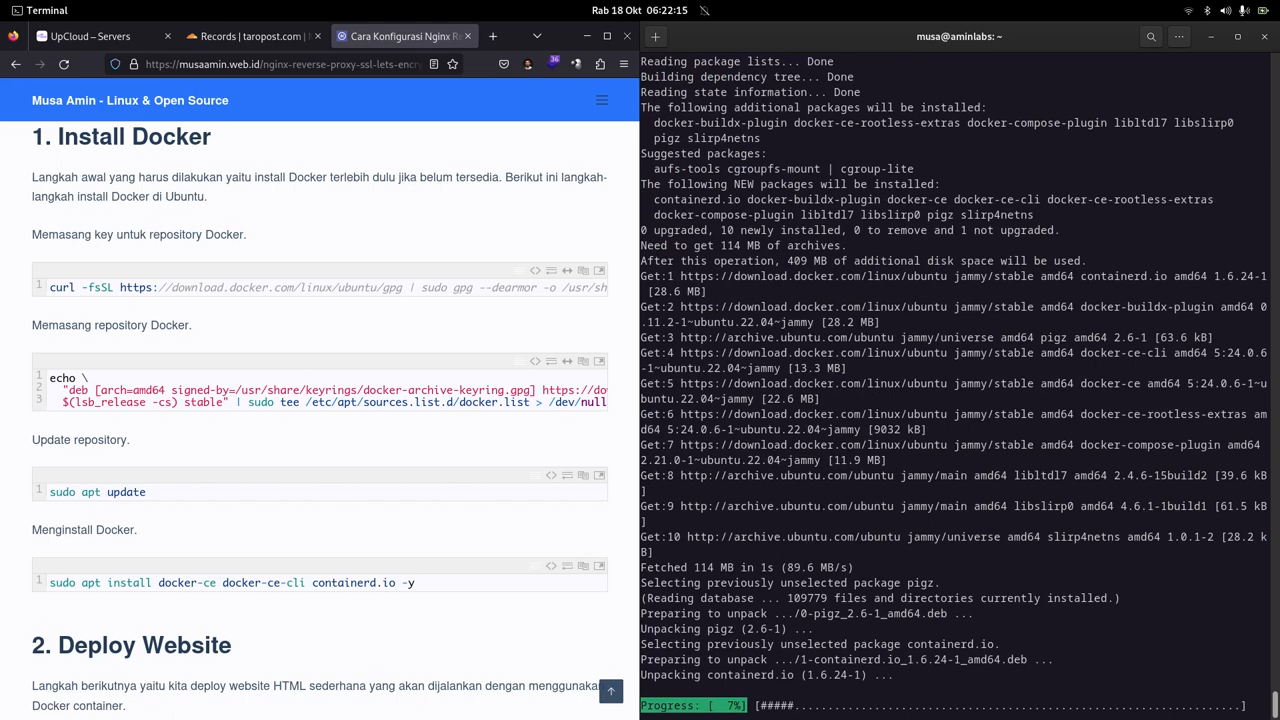 Terminal
Rab 18 Okt 06:22:15
UpCloud – Servers
Records | taropost.com |
Cara Konfigurasi Nginx Re
https://musaamin.web.id/nginx-reverse-proxy-ssl-lets-encry
Musa Amin - Linux & Open Source
1. Install Docker
Langkah awal yang harus dilakukan yaitu install Docker terlebih dulu jika belum tersedia. Berikut ini langkah-
langkah install Docker di Ubuntu.
Memasang key untuk repository Docker.
1 curl -fsSL https://download.docker.com/linux/ubuntu/gpg | sudo gpg --dearmor -o /usr/sh
Memasang repository Docker.
1 echo \
2 "deb [arch=amd64 signed-by=/usr/share/keyrings/docker-archive-keyring.gpg] https://do
3 $(lsb_release -cs) stable" | sudo tee /etc/apt/sources.list.d/docker.list > /dev/null
Update repository.
1 sudo apt update
Menginstall Docker.
1 sudo apt install docker-ce docker-ce-cli containerd.io -y
2. Deploy Website
Langkah berikutnya yaitu kita deploy website HTML sederhana yang akan dijalankan dengan menggunakan
Docker container.
musa@aminlabs: ~
Reading package lists... Done
Building dependency tree... Done
Reading state information... Done
The following additional packages will be installed:
docker-buildx-plugin docker-ce-rootless-extras docker-compose-plugin libltdl7 libslirp0
pigz slirp4netns
Suggested packages:
aufs-tools cgroupfs-mount | cgroup-lite
The following NEW packages will be installed:
containerd.io docker-buildx-plugin docker-ce docker-ce-cli docker-ce-rootless-extras
docker-compose-plugin libltdl7 libslirp0 pigz slirp4netns
0 upgraded, 10 newly installed, 0 to remove and 1 not upgraded.
Need to get 114 MB of archives.
After this operation, 409 MB of additional disk space will be used.
Get:1 https://download.docker.com/linux/ubuntu jammy/stable amd64 containerd.io amd64 1.6.24-1
[28.6 MB]
Get:2 https://download.docker.com/linux/ubuntu jammy/stable amd64 docker-buildx-plugin amd64 0
.11.2-1~ubuntu.22.04~jammy [28.2 MB]
Get:3 http://archive.ubuntu.com/ubuntu jammy/universe amd64 pigz amd64 2.6-1 [63.6 kB]
Get:4 https://download.docker.com/linux/ubuntu jammy/stable amd64 docker-ce-cli amd64 5:24.0.6
-1~ubuntu.22.04~jammy [13.3 MB]
Get:5 https://download.docker.com/linux/ubuntu jammy/stable amd64 docker-ce amd64 5:24.0.6-1~u
buntu.22.04~jammy [22.6 MB]
Get:6 https://download.docker.com/linux/ubuntu jammy/stable amd64 docker-ce-rootless-extras am
d64 5:24.0.6-1~ubuntu.22.04~jammy [9032 kB]
Get:7 https://download.docker.com/linux/ubuntu jammy/stable amd64 docker-compose-plugin amd64
2.21.0-1~ubuntu.22.04~jammy [11.9 MB]
Get:8 http://archive.ubuntu.com/ubuntu jammy/main amd64 libltdl7 amd64 2.4.6-15build2 [39.6 kB
]
Get:9 http://archive.ubuntu.com/ubuntu jammy/main amd64 libslirp0 amd64 4.6.1-1build1 [61.5 kB
]
Get:10 http://archive.ubuntu.com/ubuntu jammy/universe amd64 slirp4netns amd64 1.0.1-2 [28.2 k
B]
Fetched 114 MB in 1s (89.6 MB/s)
Selecting previously unselected package pigz.
(Reading database ... 109779 files and directories currently installed.)
Preparing to unpack .../0-pigz_2.6-1_amd64.deb ...
Unpacking pigz (2.6-1) ...
Selecting previously unselected package containerd.io.
Preparing to unpack .../1-containerd.io_1.6.24-1_amd64.deb ...
Unpacking containerd.io (1.6.24-1) ...
Progress: [  7%] [#####..........................................................................]